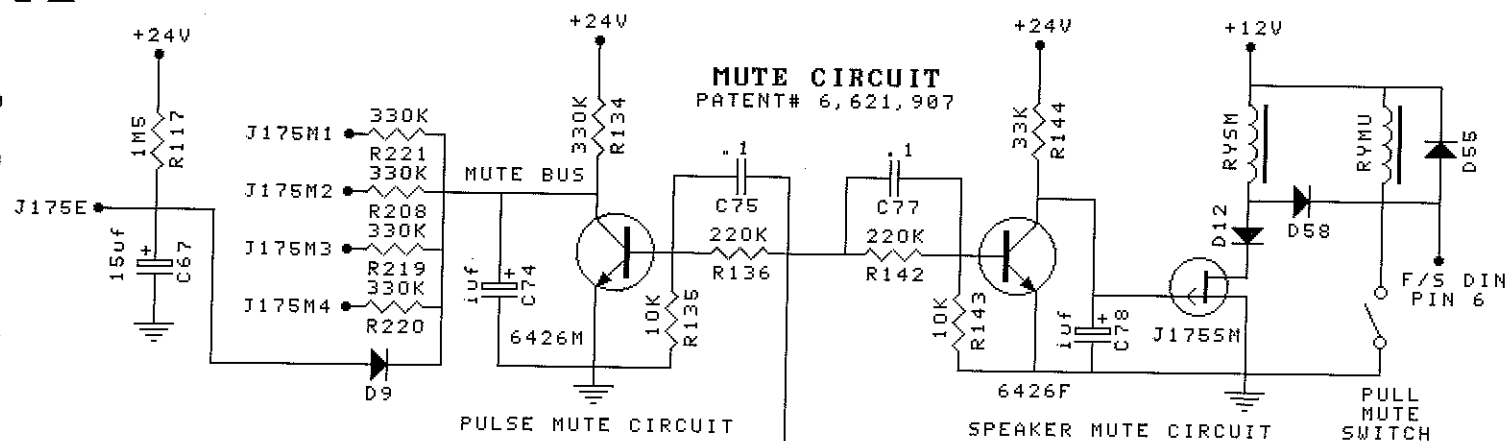 +24V
+24V
+24V
+12V
MUTE CIRCUIT
PATENT# 6,621,907
1M5
R117
J175E
15uf
+
C67
J175M1
330K
R221
J175M2
330K
R208
J175M3
330K
R219
J175M4
330K
R220
D9
MUTE BUS
330K
R134
1uf
+
C74
6426M
.1
C75
220K
R136
10K
R135
PULSE MUTE CIRCUIT
.1
C77
220K
R142
10K
R143
33K
R144
6426F
1uf
+
C78
J175SM
SPEAKER MUTE CIRCUIT
RYSM
RYMU
D55
D12
D58
F/S DIN
PIN 6
PULL
MUTE
SWITCH